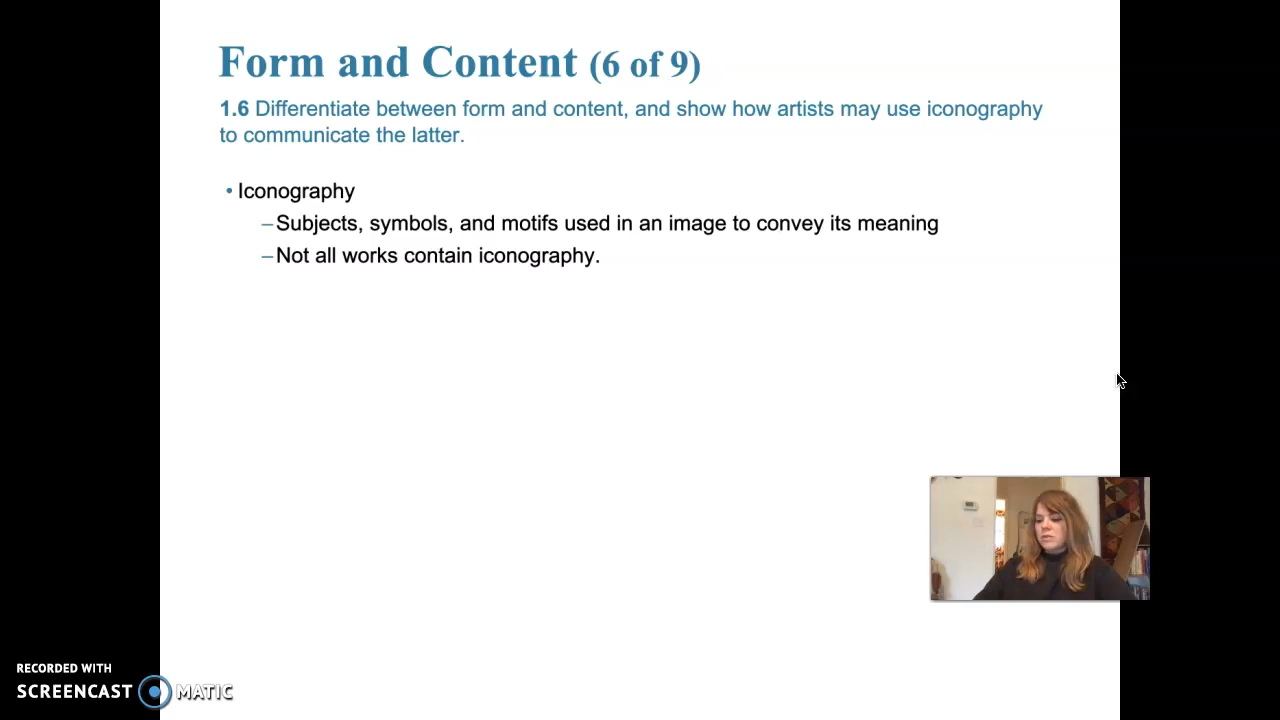 Form and Content (6 of 9)
1.6 Differentiate between form and content, and show how artists may use iconography
to communicate the latter.
• Iconography
–Subjects, symbols, and motifs used in an image to convey its meaning
–Not all works contain iconography.
RECORDED WITH
SCREENCAST MATIC